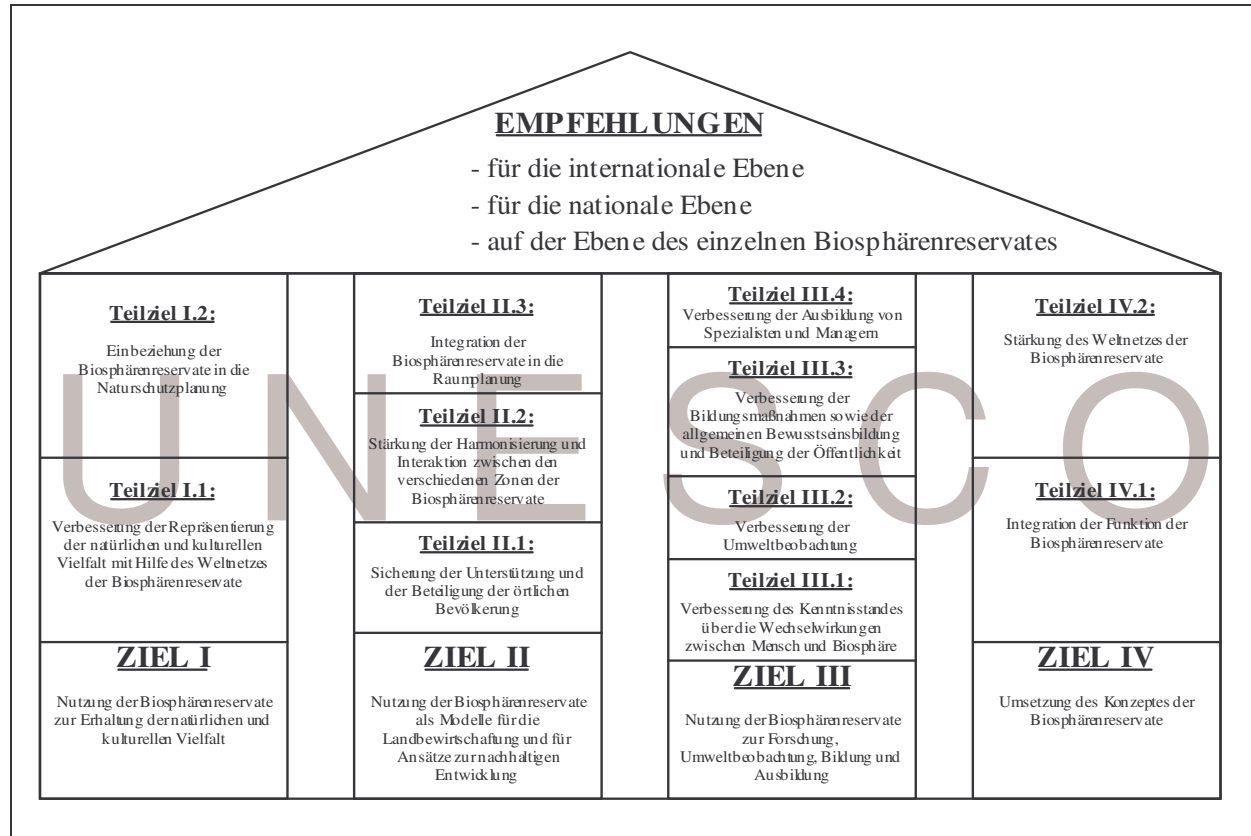 EMPFEHLUNGEN
- für die internationale Ebene
- für die nationale Ebene
- auf der Ebene des einzelnen Biosphärenreservates
Teilziel I.2:
Einbeziehung der
Biosphärenreservate in die
Naturschutzplanung
Teilziel I.1:
Verbesserung der Repräsentierung
der natürlichen und kulturellen
Vielfalt mit Hilfe des Weltnetzes
der Biosphärenreservate
ZIEL I
Nutzung der Biosphärenreservate
zur Erhaltung der natürlichen und
kulturellen Vielfalt
Teilziel II.3:
Integration der
Biosphärenreservate in die
Raumplanung
Teilziel II.2:
Stärkung der Harmonisierung und
Interaktion zwischen den
verschiedenen Zonen der
Biosphärenreservate
Teilziel II.1:
Sicherung der Unterstützung und
der Beteiligung der örtlichen
Bevölkerung
ZIEL II
Nutzung der Biosphärenreservate
als Modelle für die
Landbewirtschaftung und für
Ansätze zur nachhaltigen
Entwicklung
Teilziel III.4:
Verbesserung der Ausbildung von
Spezialisten und Managern
Teilziel III.3:
Verbesserung der
Bildungsmaßnahmen sowie der
allgemeinen Bewusstseinsbildung
und Beteiligung der Öffentlichkeit
Teilziel III.2:
Verbesserung der
Umweltbeobachtung
Teilziel III.1:
Verbesserung des Kenntnisstandes
über die Wechselwirkungen
zwischen Mensch und Biosphäre
ZIEL III
Nutzung der Biosphärenreservate
zur Forschung,
Umweltbeobachtung, Bildung und
Ausbildung
Teilziel IV.2:
Stärkung des Weltnetzes der
Biosphärenreservate
Teilziel IV.1:
Integration der Funktion der
Biosphärenreservate
ZIEL IV
Umsetzung des Konzeptes der
Biosphärenreservate
UNESCO